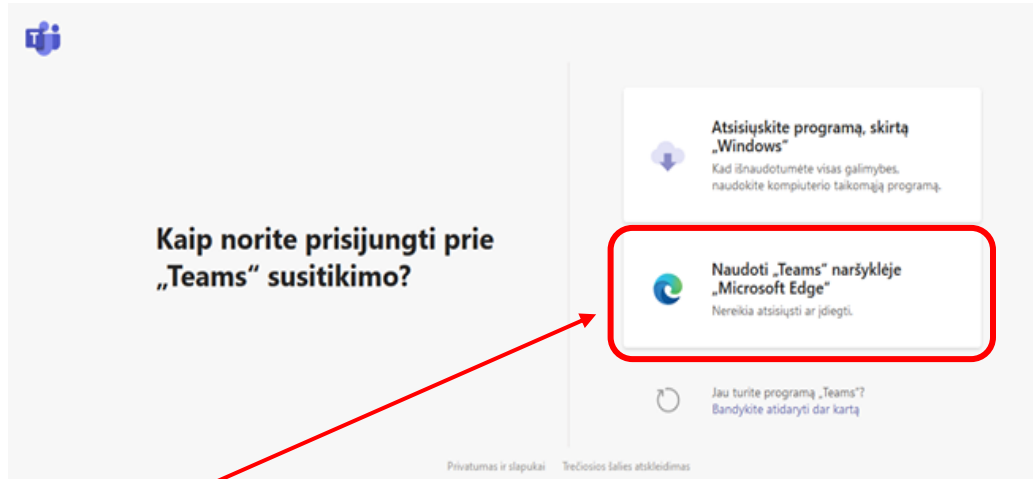 Kaip norite prisijungti prie
„Teams“ susitikimo?
Atsisiųskite programą, skirtą
„Windows“
Kad išnaudotumėte visas galimybes,
naudokite kompiuterio taikomąją programą.
Naudoti „Teams“ naršyklėje
„Microsoft Edge“
Nereikia atsisiųsti ar įdiegti.
Jau turite programą „Teams“?
Bandykite atidaryti dar kartą
Privatumas ir slapukai
Trečiosios šalies atskleidimas